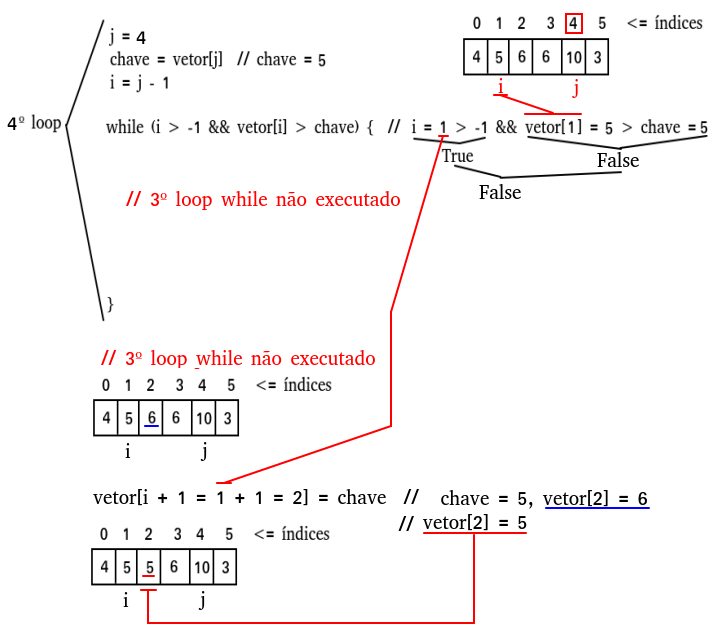 0 1 2 3 4 5 <= índices
4 5 6 6 10 3
i j
4º loop
j = 4
chave = vetor[j] // chave = 5
i = j - 1
while (i > -1 && vetor[i] > chave) { // i = 1 > -1 && vetor[1] = 5 > chave = 5
True False
False
// 3º loop while não executado
}
// 3º loop while não executado
0 1 2 3 4 5 <= índices
4 5 6 6 10 3
i j
vetor[i + 1 = 1 + 1 = 2] = chave // chave = 5, vetor[2] = 6
// vetor[2] = 5
0 1 2 3 4 5 <= índices
4 5 5 6 10 3
i j